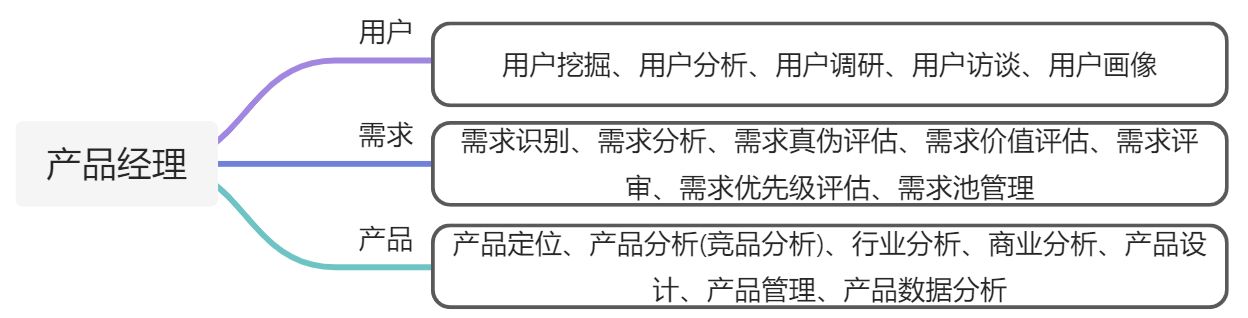 产品经理
用户
用户挖掘、用户分析、用户调研、用户访谈、用户画像
需求
需求识别、需求分析、需求真伪评估、需求价值评估、需求评
审、需求优先级评估、需求池管理
产品
产品定位、产品分析(竞品分析)、行业分析、商业分析、产品设
计、产品管理、产品数据分析